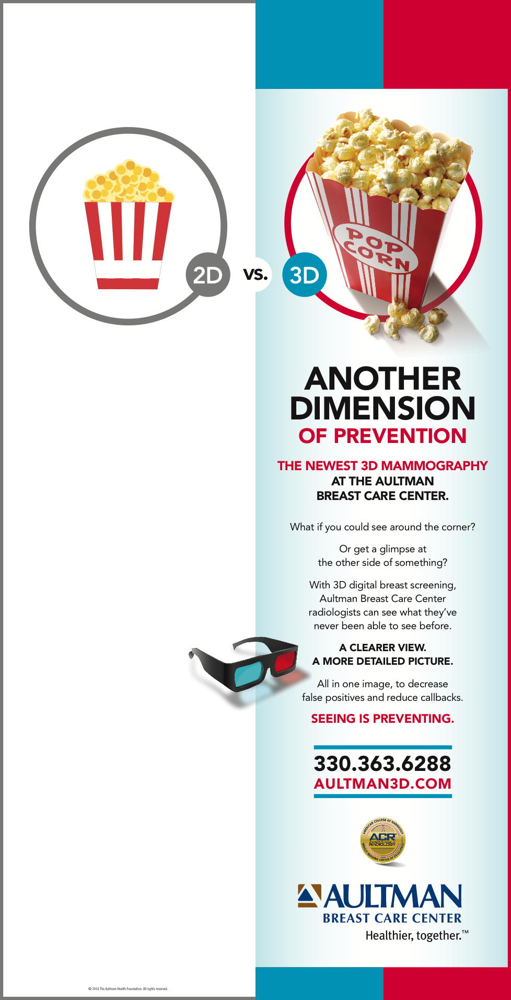 2D
VS.
3D
POP
CORN
ANOTHER
DIMENSION
OF PREVENTION
THE NEWEST 3D MAMMOGRAPHY
AT THE AULTMAN
BREAST CARE CENTER.
What if you could see around the corner?
Or get a glimpse at
the other side of something?
With 3D digital breast screening,
Aultman Breast Care Center
radiologists can see what they've
never been able to see before.
A CLEARER VIEW.
A MORE DETAILED PICTURE.
All in one image, to decrease
false positives and reduce callbacks.
SEEING IS PREVENTING.
330.363.6288
AULTMAN3D.COM
AMERICAN COLLEGE OF RADIOLOGY
ACR®
AMERICAN COLLEGE OF
RADIOLOGY
BREAST IMAGING CENTER OF EXCELLENCE
AULTMAN
BREAST CARE CENTER
Healthier, together.™
© 2016 The Aultman Health Foundation. All rights reserved.